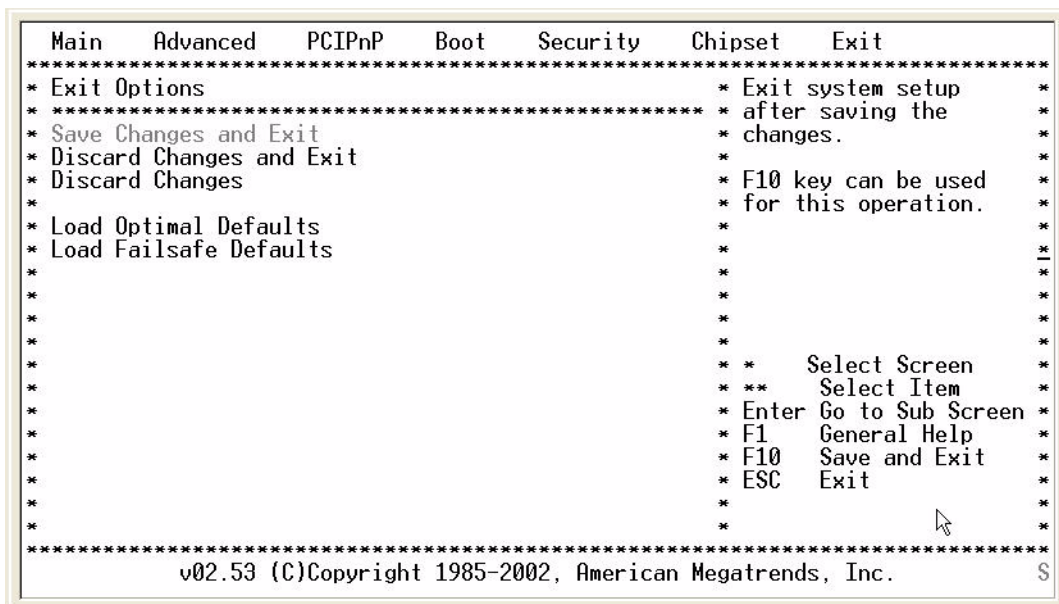 Main Advanced PCIPnP Boot Security Chipset Exit
********************************************************************************
* Exit Options * Exit system setup *
* *************************************************** * after saving the *
* Save Changes and Exit * changes. *
* Discard Changes and Exit * *
* Discard Changes * F10 key can be used *
* * for this operation. *
* Load Optimal Defaults * *
* Load Failsafe Defaults * *
* * *
* * *
* * *
* * *
* * * Select Screen *
* * ** Select Item *
* * Enter Go to Sub Screen *
* * F1 General Help *
* * F10 Save and Exit *
* * ESC Exit *
* * *
* * *
********************************************************************************
v02.53 (C)Copyright 1985-2002, American Megatrends, Inc. S